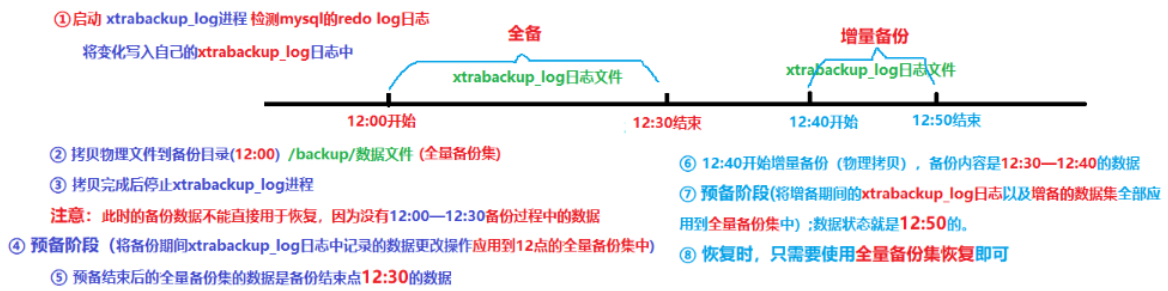 ①启动 xtrabackup_log进程 检测mysql的redo log日志
将变化写入自己的xtrabackup_log日志中
全备
增量备份
xtrabackup_log日志文件
xtrabackup_log日志文件
12:00开始
12:30结束
12:40开始
12:50结束
② 拷贝物理文件到备份目录(12:00) /backup/数据文件 (全量备份集)
③ 拷贝完成后停止xtrabackup_log进程
注意：此时的备份数据不能直接用于恢复，因为没有12:00—12:30备份过程中的数据
④ 预备阶段（将备份期间xtrabackup_log日志中记录的数据更改操作应用到12点的全量备份集中)
⑤ 预备结束后的全量备份集的数据是备份结束点12:30的数据
⑥ 12:40开始增量备份（物理拷贝），备份内容是12:30—12:40的数据
⑦ 预备阶段(将增备期间的xtrabackup_log日志以及增备的数据集全部应
用到全量备份集中）;数据状态就是12:50的。
⑧ 恢复时，只需要使用全量备份集恢复即可